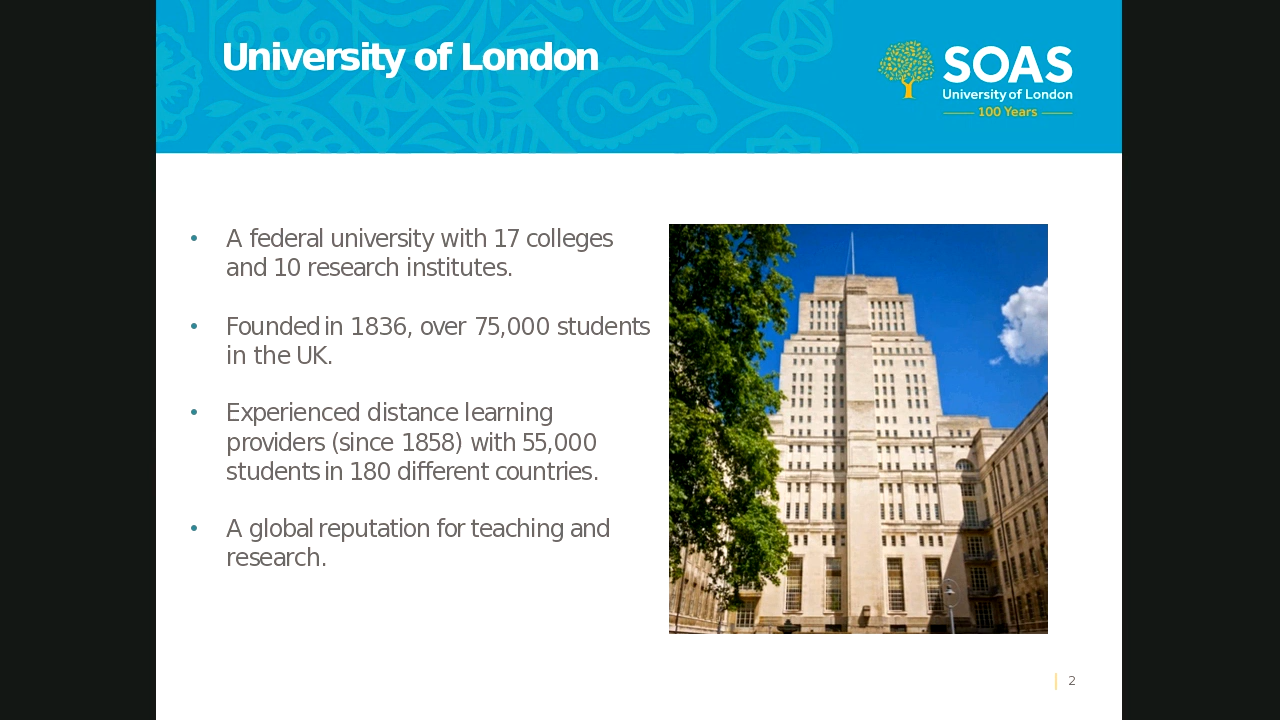 University of London
SOAS
University of London
100 Years
• A federal university with 17 colleges
and 10 research institutes.
• Founded in 1836, over 75,000 students
in the UK.
• Experienced distance learning
providers (since 1858) with 55,000
students in 180 different countries.
• A global reputation for teaching and
research.
2